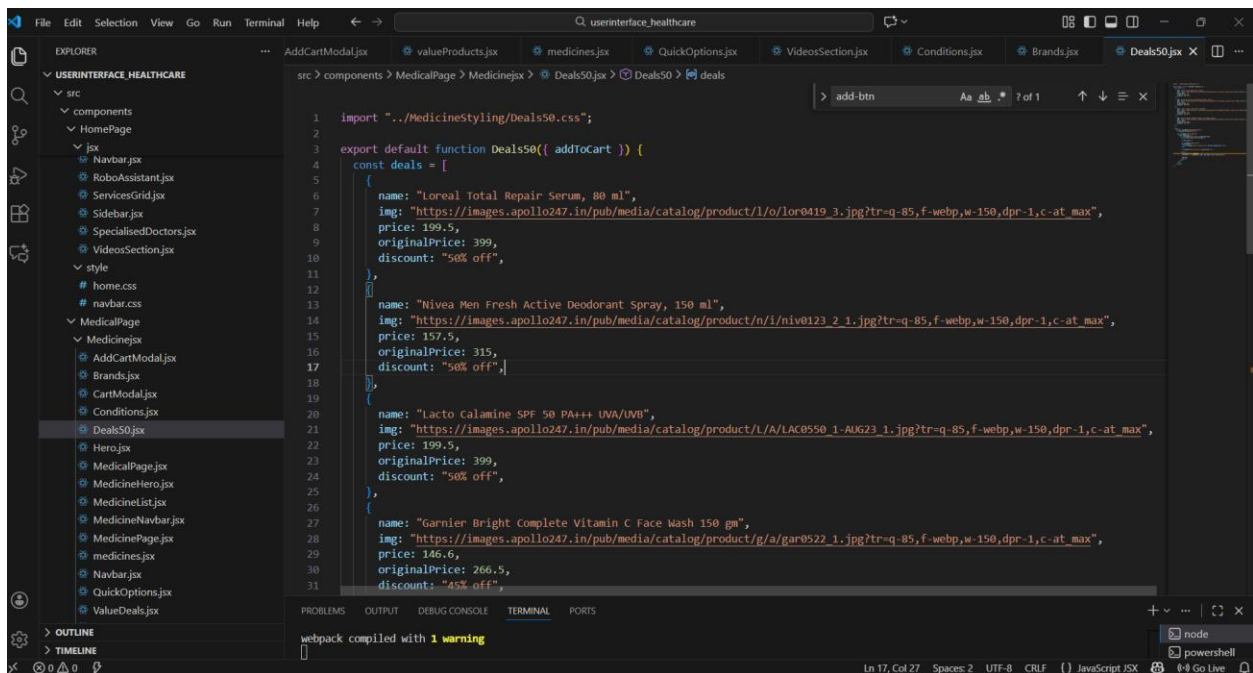 File Edit Selection View Go Run Terminal Help
userinterface_healthcare
EXPLORER
USERINTERFACE_HEALTHCARE
src
components
HomePage
jsx
Navbar.jsx
RoboAssistant.jsx
ServicesGrid.jsx
Sidebar.jsx
SpecialisedDoctors.jsx
VideosSection.jsx
style
# home.css
# navbar.css
MedicalPage
Medicinejsx
AddCartModal.jsx
Brands.jsx
CartModal.jsx
Conditions.jsx
Deals50.jsx
Hero.jsx
MedicalPage.jsx
MedicineHero.jsx
MedicineList.jsx
MedicineNavbar.jsx
MedicinePage.jsx
medicines.jsx
Navbar.jsx
QuickOptions.jsx
ValueDeals.jsx
OUTLINE
TIMELINE
AddCartModal.jsx valueProducts.jsx medicines.jsx QuickOptions.jsx VideosSection.jsx Conditions.jsx Brands.jsx Deals50.jsx
src > components > MedicalPage > Medicinejsx > Deals50.jsx > Deals50 > deals
add-btn Aa ab .* ? of 1
1 import "../MedicineStyling/Deals50.css";
2
3 export default function Deals50({ addToCart }) {
4 const deals = [
5 {
6 name: "Loreal Total Repair Serum, 80 ml",
7 img: "https://images.apollo247.in/pub/media/catalog/product/l/o/lor0419_3.jpg?tr=q-85,f-webp,w-150,dpr-1,c-at_max",
8 price: 199.5,
9 originalPrice: 399,
10 discount: "50% off",
11 },
12 {
13 name: "Nivea Men Fresh Active Deodorant Spray, 150 ml",
14 img: "https://images.apollo247.in/pub/media/catalog/product/n/i/niv0123_2_1.jpg?tr=q-85,f-webp,w-150,dpr-1,c-at_max",
15 price: 157.5,
16 originalPrice: 315,
17 discount: "50% off",
18 },
19 {
20 name: "Lacto Calamine SPF 50 PA+++ UVA/UVB",
21 img: "https://images.apollo247.in/pub/media/catalog/product/L/A/LAC0550_1-AUG23_1.jpg?tr=q-85,f-webp,w-150,dpr-1,c-at_max",
22 price: 199.5,
23 originalPrice: 399,
24 discount: "50% off",
25 },
26 {
27 name: "Garnier Bright Complete Vitamin C Face Wash 150 gm",
28 img: "https://images.apollo247.in/pub/media/catalog/product/g/a/gar0522_1.jpg?tr=q-85,f-webp,w-150,dpr-1,c-at_max",
29 price: 146.6,
30 originalPrice: 266.5,
31 discount: "45% off",
PROBLEMS OUTPUT DEBUG CONSOLE TERMINAL PORTS
webpack compiled with 1 warning
node
powershell
0 0 Ln 17, Col 27 Spaces: 2 UTF-8 CRLF {} JavaScript JSX Go Live